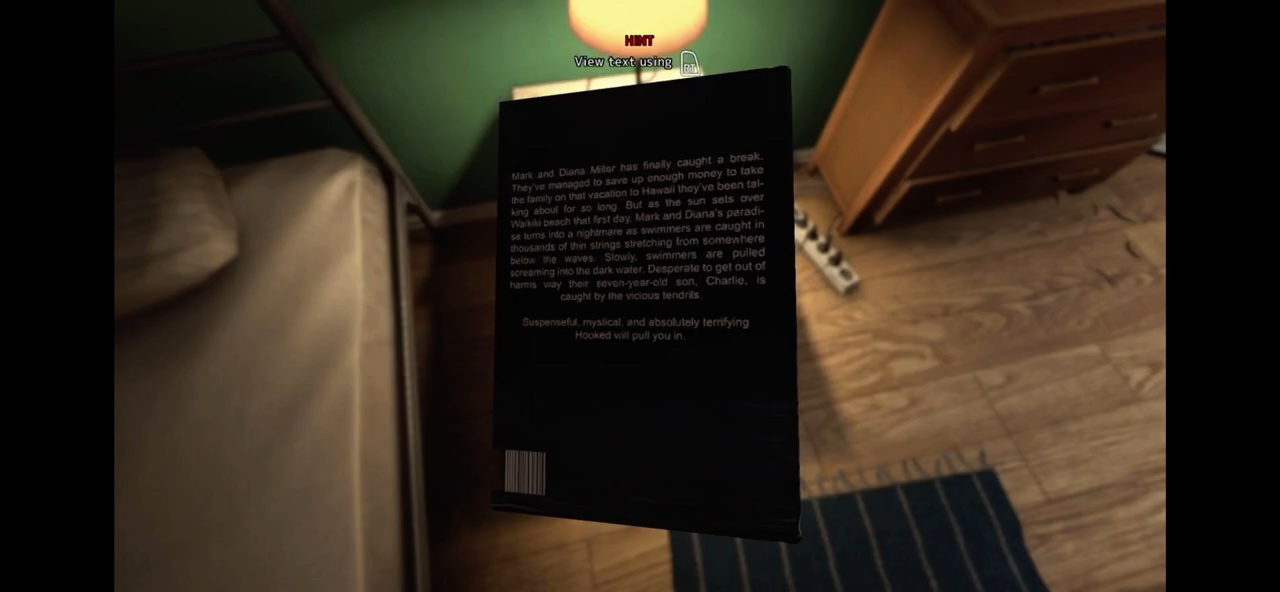 HINT
View text using RT
Mark and Diana Miller has finally caught a break.
They've managed to save up enough money to take
the family on that vacation to Hawaii they've been tal-
king about for so long. But as the sun sets over
Waikiki beach that first day, Mark and Diana's paradi-
se turns into a nightmare as swimmers are caught in
thousands of thin strings stretching from somewhere
below the waves. Slowly, swimmers are pulled
screaming into the dark water. Desperate to get out of
harms way their seven-year-old son, Charlie, is
caught by the vicious tendrils.
Suspenseful, mystical, and absolutely terrifying
Hooked will pull you in.